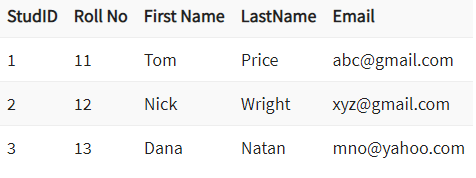 StudID Roll No First Name LastName Email
1 11 Tom Price abc@gmail.com
2 12 Nick Wright xyz@gmail.com
3 13 Dana Natan mno@yahoo.com